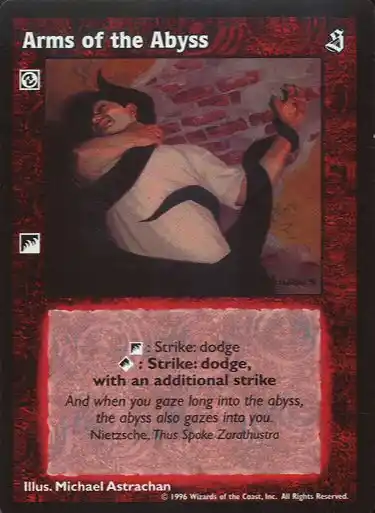 Arms of the Abyss
: Strike: dodge
: Strike: dodge,
with an additional strike
And when you gaze long into the abyss,
the abyss also gazes into you.
Nietzsche, Thus Spoke Zarathustra
Illus. Michael Astrachan
© 1996 Wizards of the Coast, Inc. All Rights Reserved.